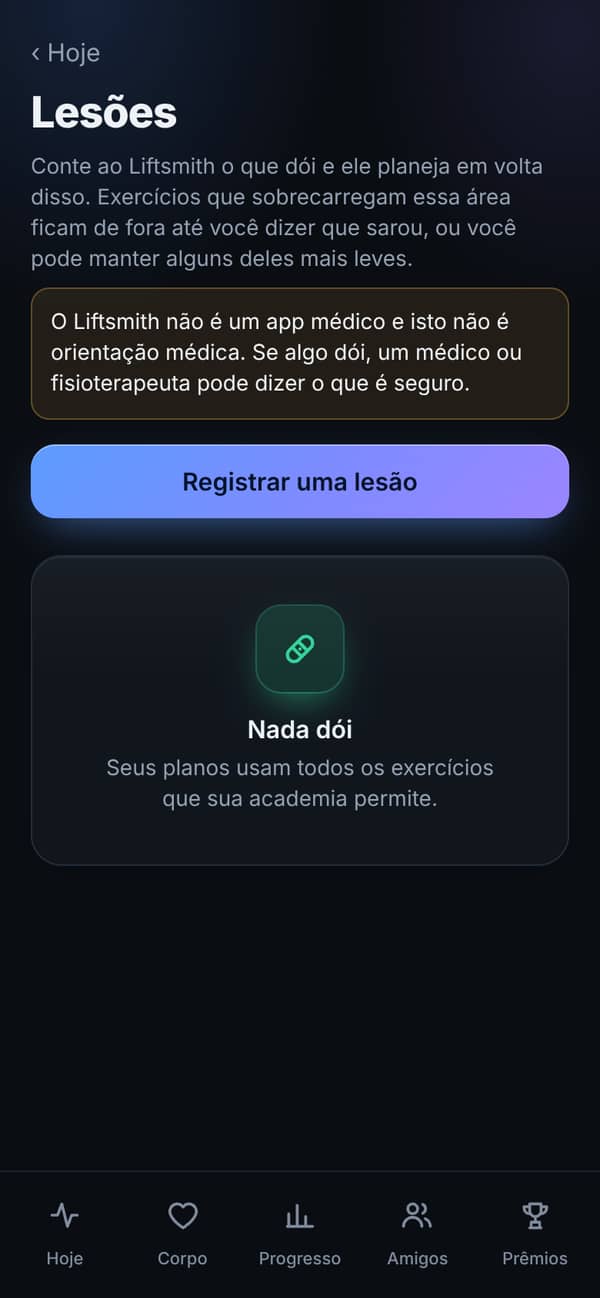 ‹ Hoje
Lesões
Conte ao Liftsmith o que dói e ele planeja em volta
disso. Exercícios que sobrecarregam essa área
ficam de fora até você dizer que sarou, ou você
pode manter alguns deles mais leves.
O Liftsmith não é um app médico e isto não é
orientação médica. Se algo dói, um médico ou
fisioterapeuta pode dizer o que é seguro.
Registrar uma lesão
Nada dói
Seus planos usam todos os exercícios
que sua academia permite.
Hoje
Corpo
Progresso
Amigos
Prêmios